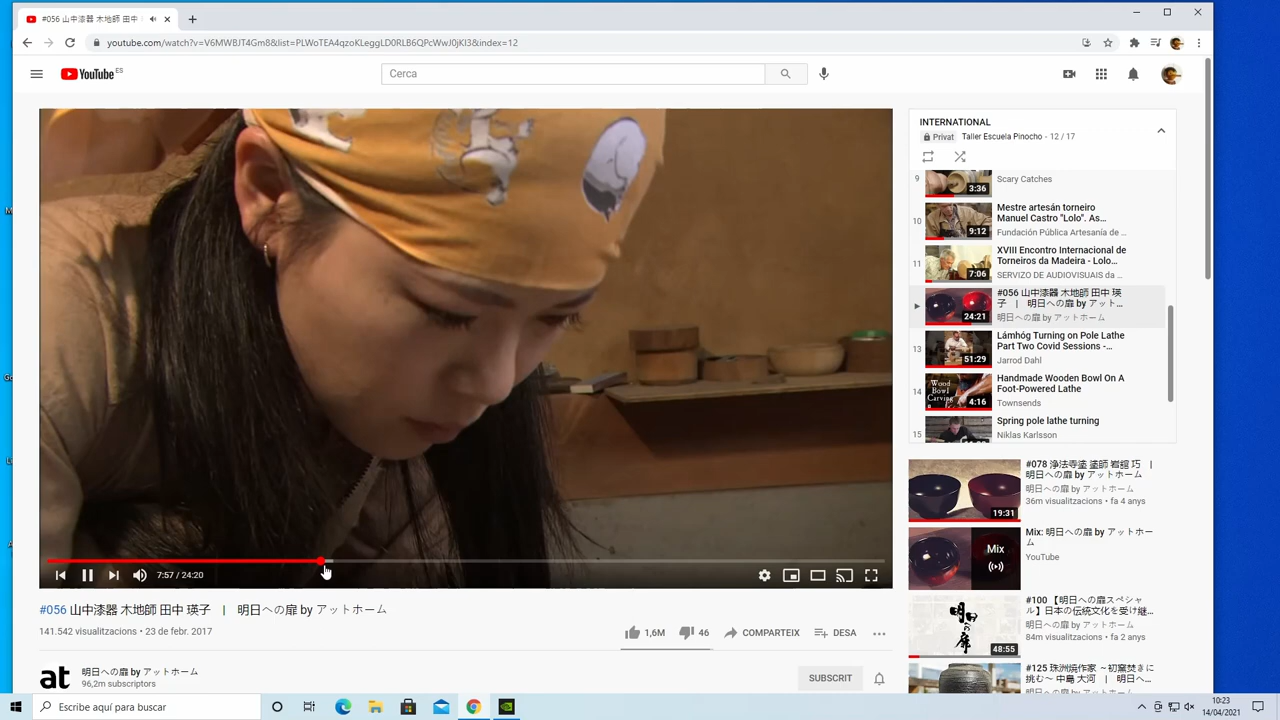 #056 山中漆器 木地師 田中
youtube.com/watch?v=V6MWBJT4Gm8&list=PLWoTEA4qzoKLeggLD0RLB6QPcWwJ0jKI3&index=12
YouTube ES
Cerca
INTERNATIONAL
Privat Taller Escuela Pinocho - 12 / 17
9
3:36
Scary Catches
10
9:12
Mestre artesán torneiro
Manuel Castro "Lolo". As...
Fundación Pública Artesanía de ...
11
7:06
XVIII Encontro Internacional de
Torneiros da Madeira - Lolo...
SERVIZO DE AUDIOVISUAIS da ...
24:21
#056 山中漆器 木地師 田中 瑛
子 | 明日への扉 by アット...
明日への扉 by アットホーム
13
51:29
Lámhóg Turning on Pole Lathe
Part Two Covid Sessions -...
Jarrod Dahl
14
Wood
Bowl
Carving
4:16
Handmade Wooden Bowl On A
Foot-Powered Lathe
Townsends
15
Spring pole lathe turning
Niklas Karlsson
7:57 / 24:20
#056 山中漆器 木地師 田中 瑛子 | 明日への扉 by アットホーム
141.542 visualitzacions • 23 de febr. 2017
1,6M
46
COMPARTEIX
DESA
at
明日への扉 by アットホーム
96,2m subscriptors
SUBSCRIT
19:31
#078 浄法寺塗 塗師 岩舘 巧 |
明日への扉 by アットホーム
明日への扉 by アットホーム
36m visualitzacions • fa 4 anys
Mix
Mix: 明日への扉 by アットホー
ム
YouTube
明日への扉
48:55
#100 【明日への扉スペシャ
ル】日本の伝統文化を受け継...
明日への扉 by アットホーム
84m visualitzacions • fa 2 anys
#125 珠洲焼作家 ～初窯焚きに
挑む～ 中島 大河 | 明日へ...
Escribe aquí para buscar
10:23
14/04/2021